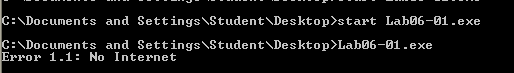 C:\Documents and Settings\Student\Desktop>start Lab06-01.exe
C:\Documents and Settings\Student\Desktop>Lab06-01.exe
Error 1.1: No Internet